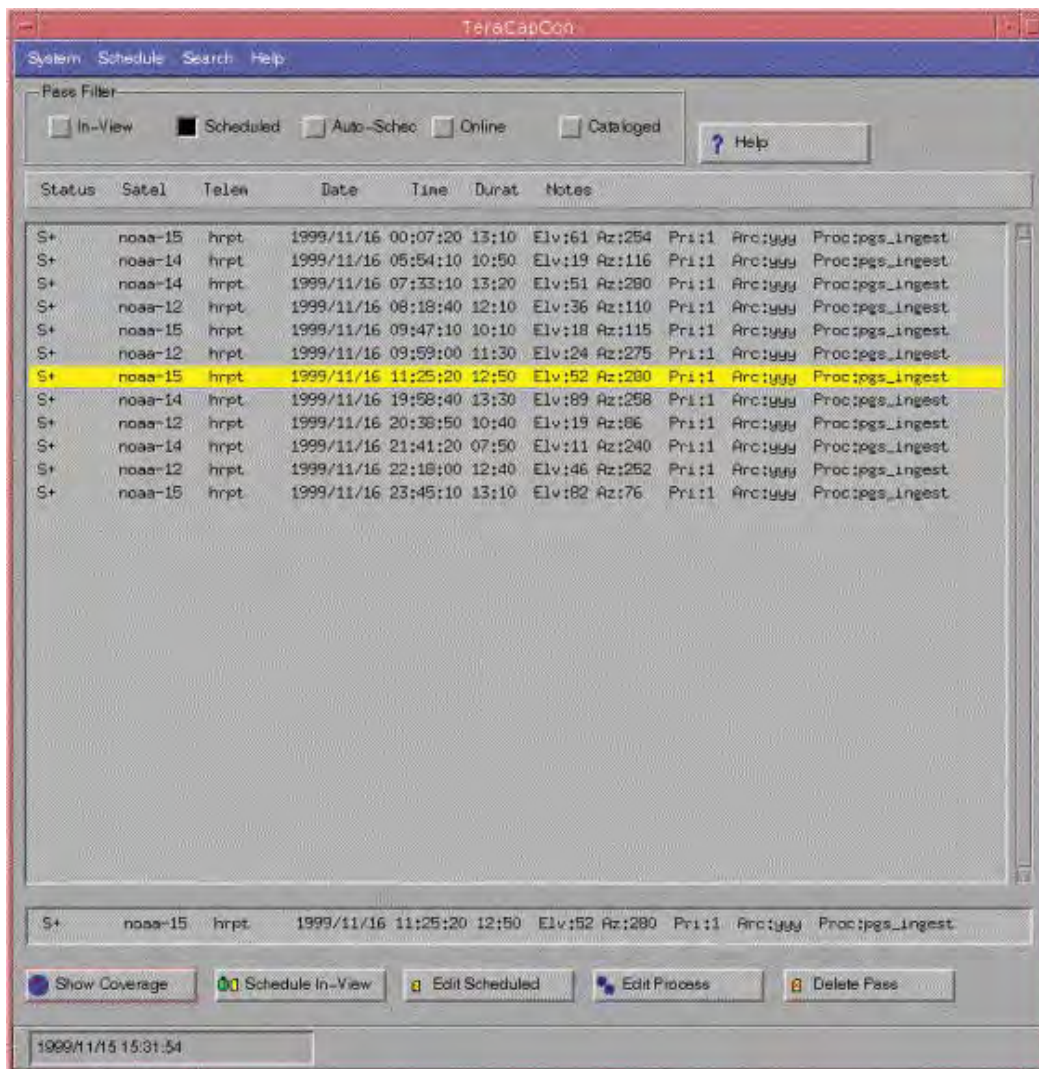 TeraCapCon
System Schedule Search Help
Pass Filter
In-View Scheduled Auto-Sched Online Cataloged
? Help
Status Satel Telem Date Time Durat Notes
S+ noaa-15 hrpt 1999/11/16 00:07:20 13:10 Elv:61 Az:254 Pri:1 Arc:yyy Proc:pgs_ingest
S+ noaa-14 hrpt 1999/11/16 05:54:10 10:50 Elv:19 Az:116 Pri:1 Arc:yyy Proc:pgs_ingest
S+ noaa-14 hrpt 1999/11/16 07:33:10 13:20 Elv:51 Az:280 Pri:1 Arc:yyy Proc:pgs_ingest
S+ noaa-12 hrpt 1999/11/16 08:18:40 12:10 Elv:36 Az:110 Pri:1 Arc:yyy Proc:pgs_ingest
S+ noaa-15 hrpt 1999/11/16 09:47:10 10:10 Elv:18 Az:115 Pri:1 Arc:yyy Proc:pgs_ingest
S+ noaa-12 hrpt 1999/11/16 09:59:00 11:30 Elv:24 Az:275 Pri:1 Arc:yyy Proc:pgs_ingest
S+ noaa-15 hrpt 1999/11/16 11:25:20 12:50 Elv:52 Az:280 Pri:1 Arc:yyy Proc:pgs_ingest
S+ noaa-14 hrpt 1999/11/16 19:58:40 13:30 Elv:89 Az:258 Pri:1 Arc:yyy Proc:pgs_ingest
S+ noaa-12 hrpt 1999/11/16 20:38:50 10:40 Elv:19 Az:86 Pri:1 Arc:yyy Proc:pgs_ingest
S+ noaa-14 hrpt 1999/11/16 21:41:20 07:50 Elv:11 Az:240 Pri:1 Arc:yyy Proc:pgs_ingest
S+ noaa-12 hrpt 1999/11/16 22:18:00 12:40 Elv:46 Az:252 Pri:1 Arc:yyy Proc:pgs_ingest
S+ noaa-15 hrpt 1999/11/16 23:45:10 13:10 Elv:82 Az:76 Pri:1 Arc:yyy Proc:pgs_ingest
S+ noaa-15 hrpt 1999/11/16 11:25:20 12:50 Elv:52 Az:280 Pri:1 Arc:yyy Proc:pgs_ingest
Show Coverage Schedule In-View Edit Scheduled Edit Process Delete Pass
1999/11/15 15:31:54